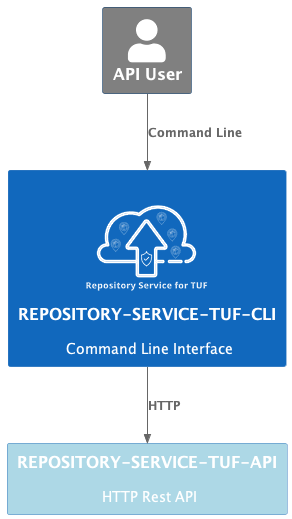 API User
Command Line
Repository Service for TUF
REPOSITORY-SERVICE-TUF-CLI
Command Line Interface
HTTP
REPOSITORY-SERVICE-TUF-API
HTTP Rest API